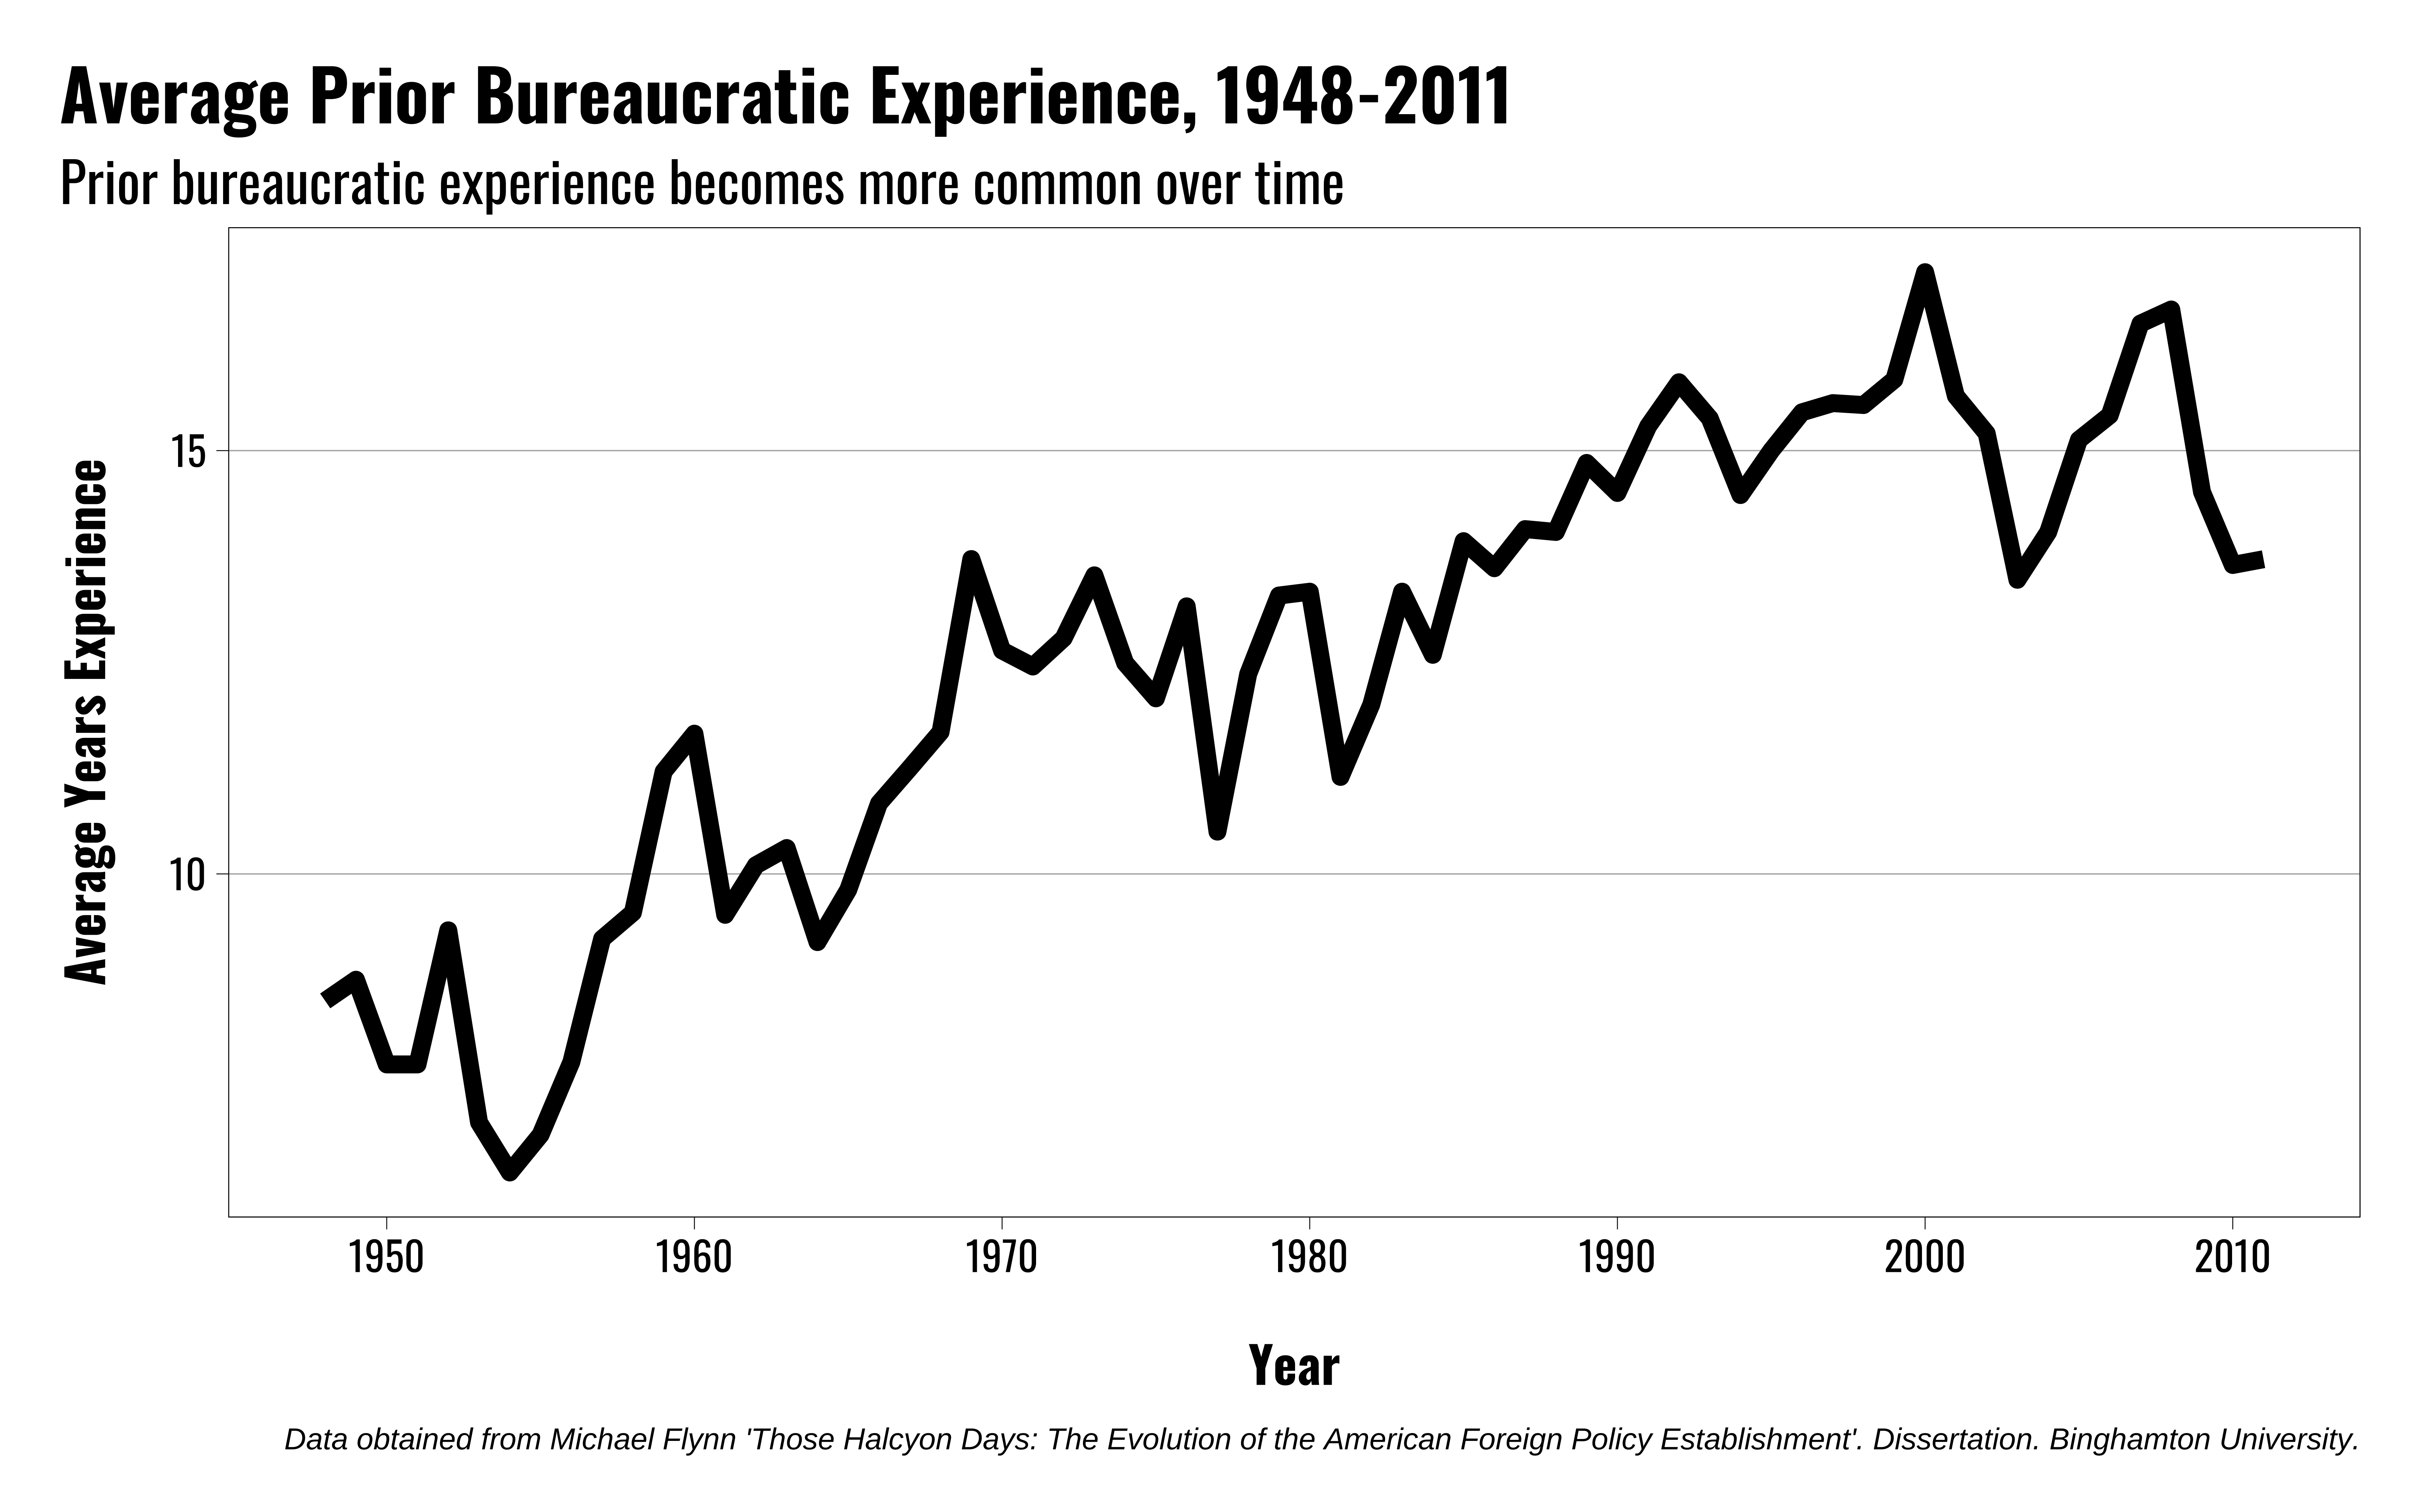 Average Prior Bureaucratic Experience, 1948-2011
Prior bureaucratic experience becomes more common over time
Average Years Experience
15
10
1950 1960 1970 1980 1990 2000 2010
Year
Data obtained from Michael Flynn 'Those Halcyon Days: The Evolution of the American Foreign Policy Establishment'. Dissertation. Binghamton University.